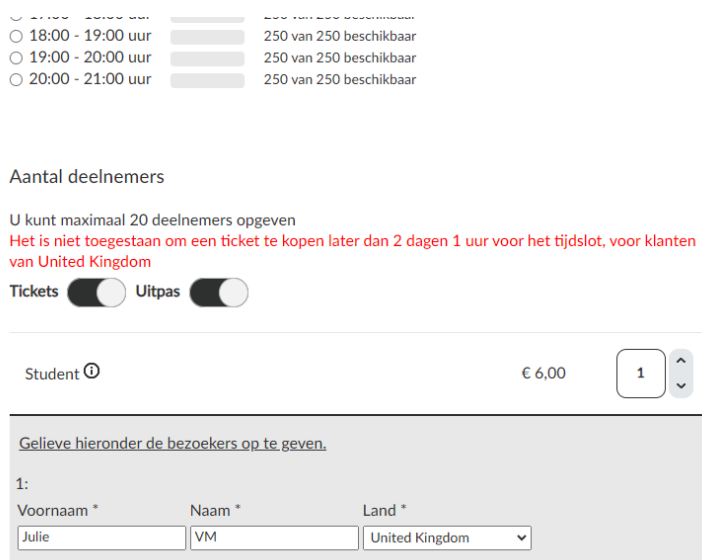 18:00 - 19:00 uur 250 van 250 beschikbaar
19:00 - 20:00 uur 250 van 250 beschikbaar
20:00 - 21:00 uur 250 van 250 beschikbaar
Aantal deelnemers
U kunt maximaal 20 deelnemers opgeven
Het is niet toegestaan om een ticket te kopen later dan 2 dagen 1 uur voor het tijdslot, voor klanten
van United Kingdom
Tickets Uitpas
Student € 6,00 1
Gelieve hieronder de bezoekers op te geven.
1:
Voornaam * Naam * Land *
Julie VM United Kingdom